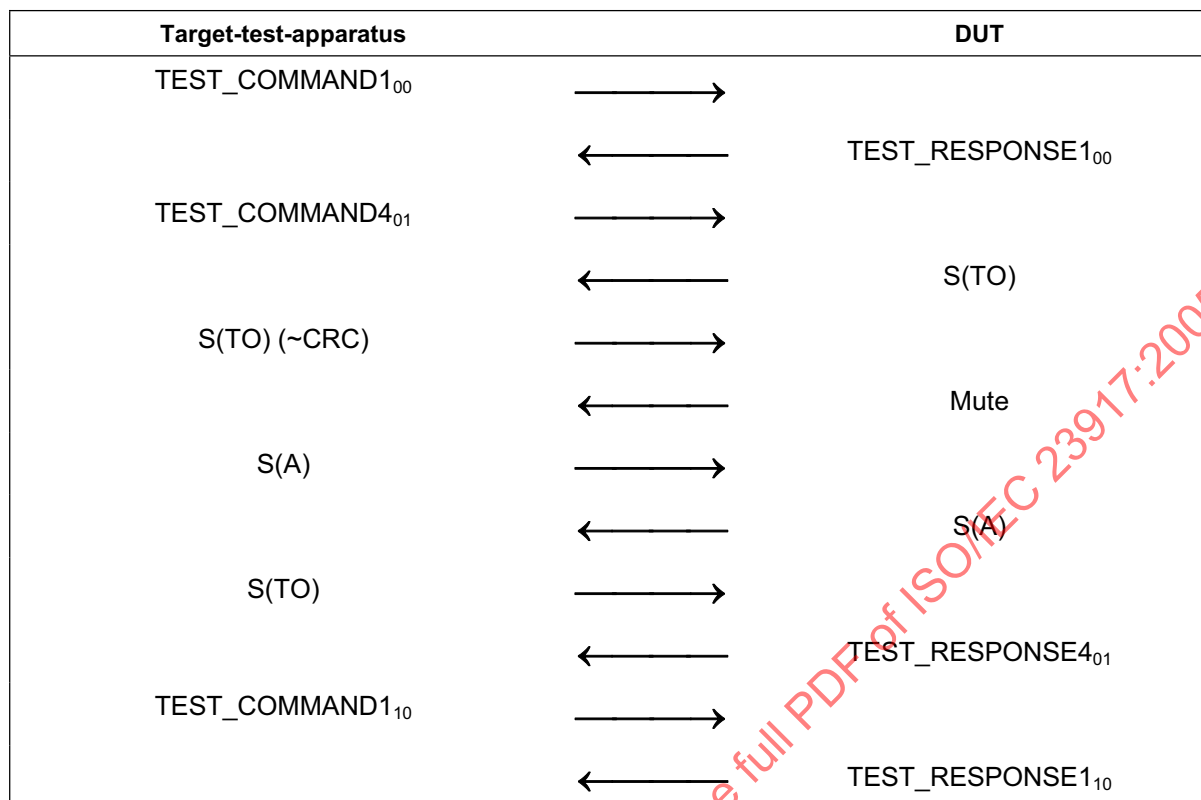 Target-test-apparatus DUT
TEST_COMMAND1₀₀
TEST_RESPONSE1₀₀
TEST_COMMAND4₀₁
S(TO)
S(TO) (~CRC)
Mute
S(A)
S(A)
S(TO)
TEST_RESPONSE4₀₁
TEST_COMMAND1₁₀
TEST_RESPONSE1₁₀
full PDF of ISO/IEC 23917:2005